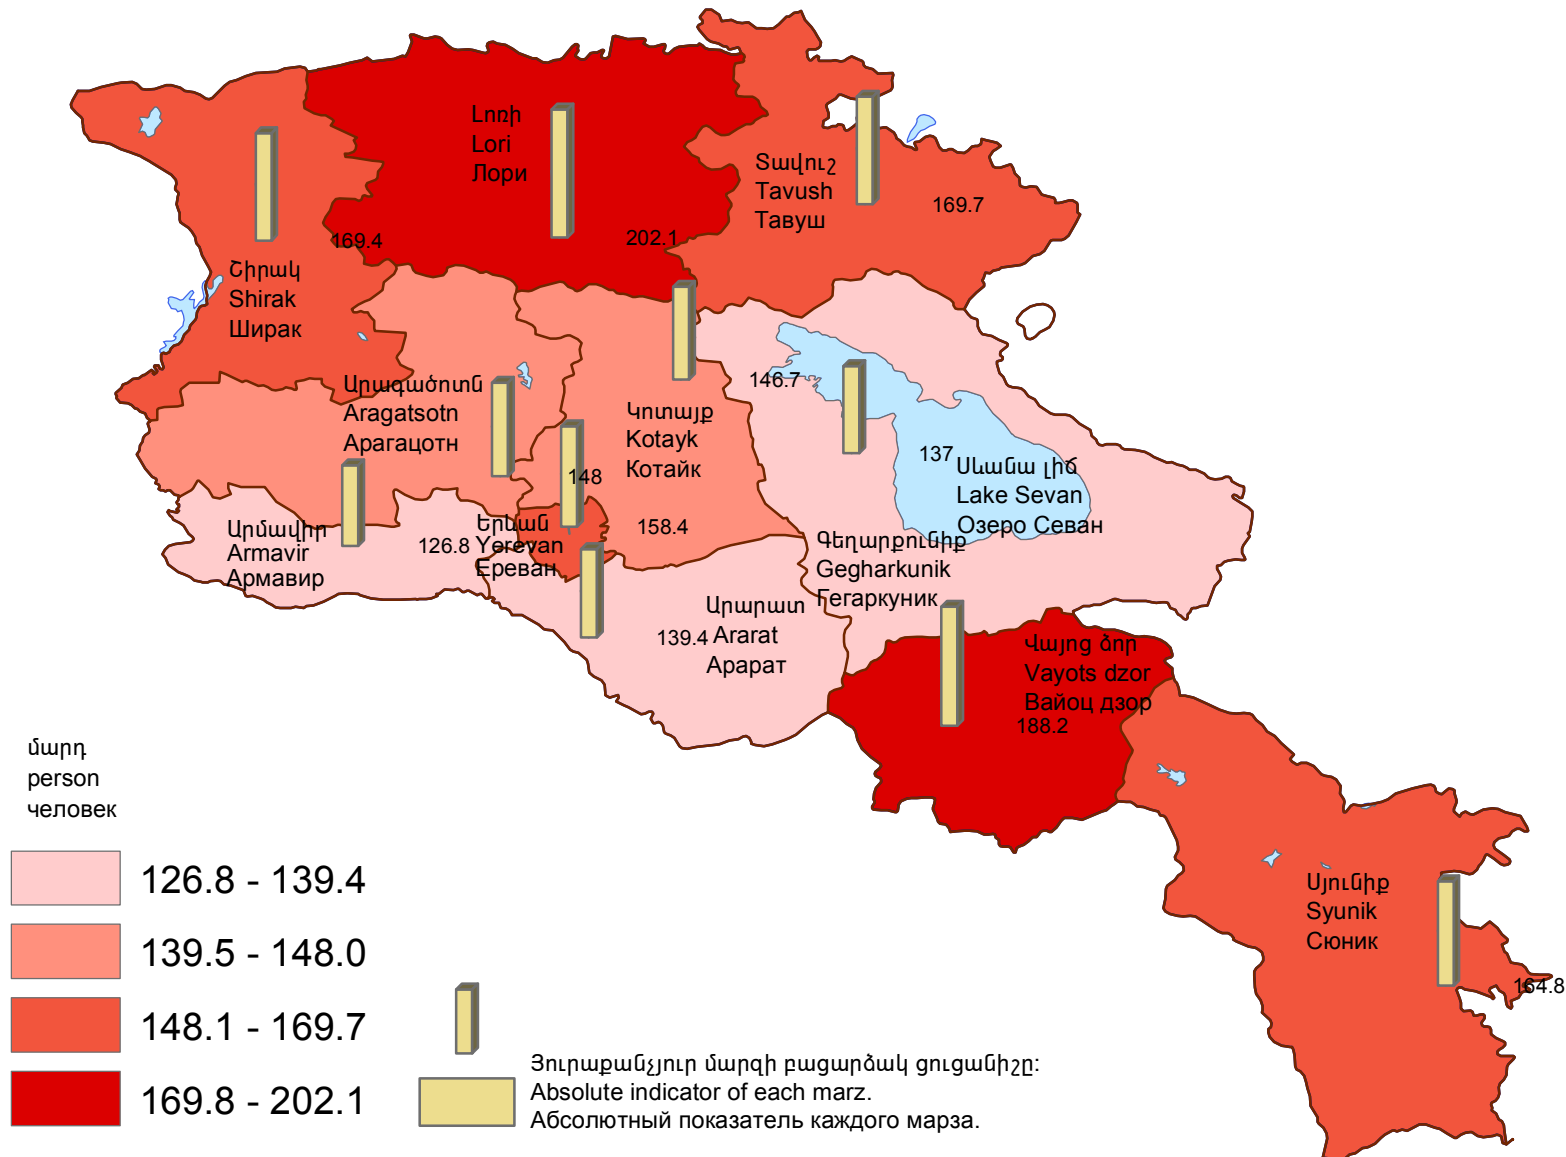 Լոռի
Lori
Лори
202.1
Տավուշ
Tavush
Тавуш
169.7
169.4
Շիրակ
Shirak
Ширак
Արագածոտն
Aragatsotn
Арагацотн
148
Կոտայք
Kotayk
Котайк
158.4
146.7
137
Սևանա լիճ
Lake Sevan
Озеро Севан
Արմավիր
Armavir
Армавир
126.8
Երևան
Yerevan
Ереван
Գեղարքունիք
Gegharkunik
Гегаркуник
139.4
Արարատ
Ararat
Арарат
Վայոց ձոր
Vayots dzor
Вайоц дзор
188.2
Սյունիք
Syunik
Сюник
164.8
մարդ
person
человек
126.8 - 139.4
139.5 - 148.0
148.1 - 169.7
169.8 - 202.1
Յուրաքանչյուր մարզի բացարձակ ցուցանիշը:
Absolute indicator of each marz.
Абсолютный показатель каждого марза.